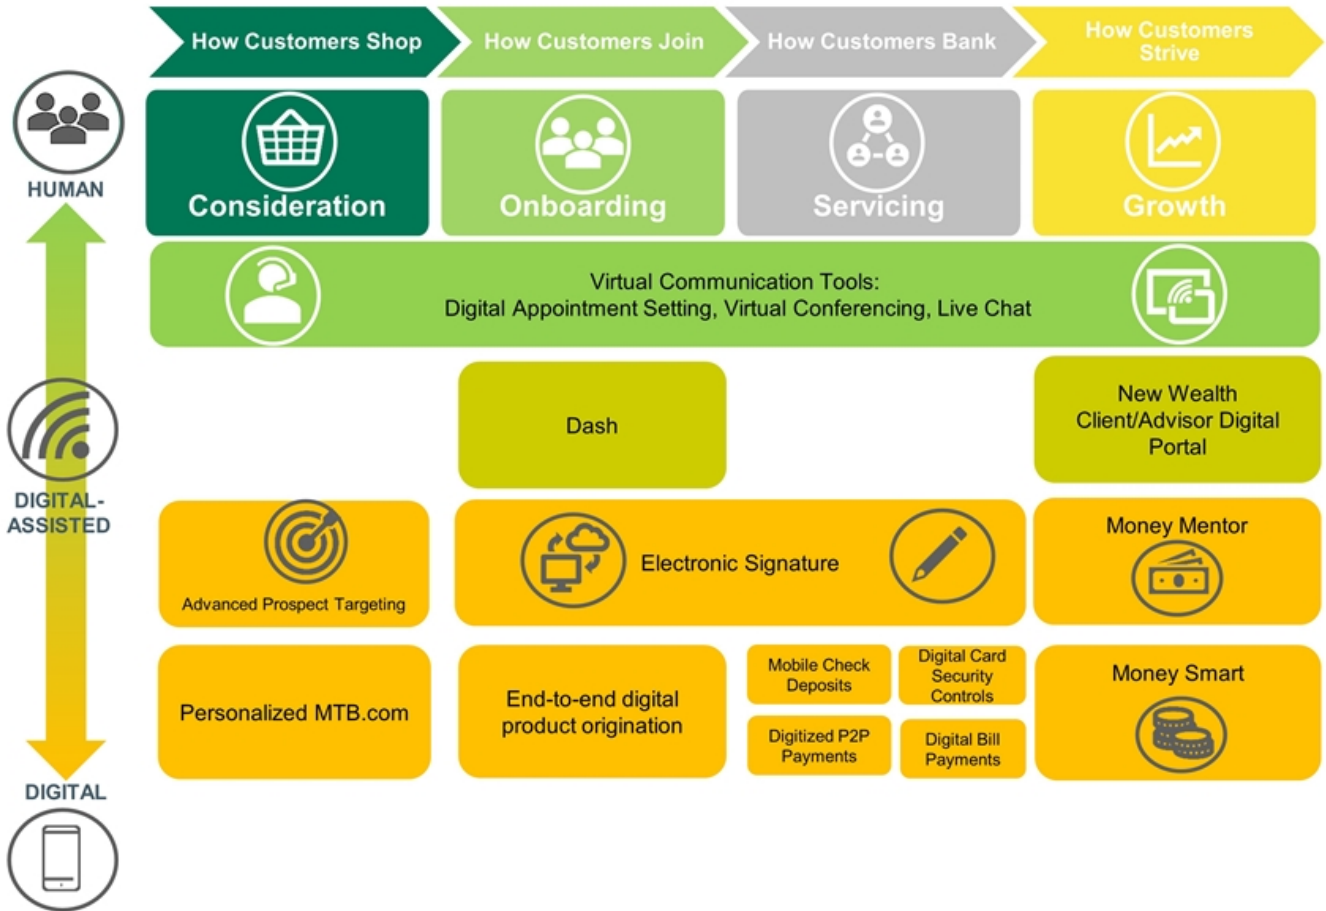 How Customers Shop
How Customers Join
How Customers Bank
How Customers
Strive
HUMAN
Consideration
Onboarding
Servicing
Growth
Virtual Communication Tools:
Digital Appointment Setting, Virtual Conferencing, Live Chat
Dash
New Wealth
Client/Advisor Digital
Portal
DIGITAL-
ASSISTED
Advanced Prospect Targeting
Electronic Signature
Money Mentor
Personalized MTB.com
End-to-end digital
product origination
Mobile Check
Deposits
Digital Card
Security
Controls
Digitized P2P
Payments
Digital Bill
Payments
Money Smart
DIGITAL